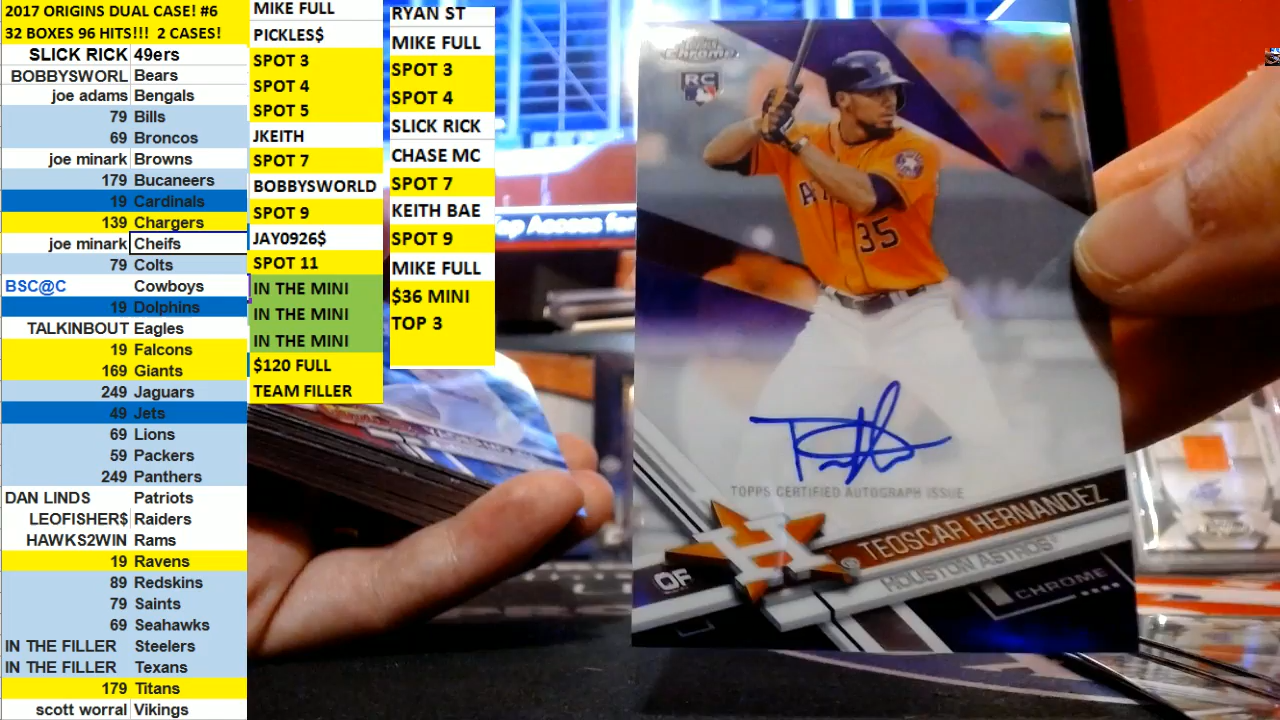 2017 ORIGINS DUAL CASE! #6
32 BOXES 96 HITS!!! 2 CASES!
SLICK RICK 49ers
BOBBYSWORL Bears
joe adams Bengals
79 Bills
69 Broncos
joe minark Browns
179 Bucaneers
19 Cardinals
139 Chargers
joe minark Cheifs
79 Colts
BSC@C Cowboys
19 Dolphins
TALKINBOUT Eagles
19 Falcons
169 Giants
249 Jaguars
49 Jets
69 Lions
59 Packers
249 Panthers
DAN LINDS Patriots
LEOFISHER$ Raiders
HAWKS2WIN Rams
19 Ravens
89 Redskins
79 Saints
69 Seahawks
IN THE FILLER Steelers
IN THE FILLER Texans
179 Titans
scott worral Vikings
MIKE FULL
PICKLES$
SPOT 3
SPOT 4
SPOT 5
JKEITH
SPOT 7
BOBBYSWORLD
SPOT 9
JAY0926$
SPOT 11
IN THE MINI
IN THE MINI
IN THE MINI
$120 FULL
TEAM FILLER
RYAN ST
MIKE FULL
SPOT 3
SPOT 4
SLICK RICK
CHASE MC
SPOT 7
KEITH BAE
SPOT 9
MIKE FULL
$36 MINI
TOP 3
Top Access for
Topps Chrome
RC
35
TOPPS CERTIFIED AUTOGRAPH ISSUE
H
TEOSCAR HERNANDEZ
HOUSTON ASTROS
OF
CHROME